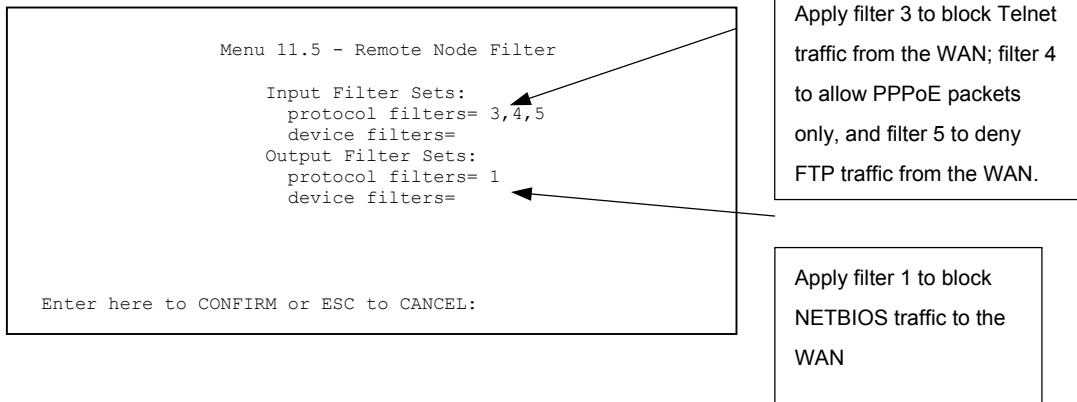 Menu 11.5 - Remote Node Filter
Input Filter Sets:
protocol filters= 3,4,5
device filters=
Output Filter Sets:
protocol filters= 1
device filters=
Enter here to CONFIRM or ESC to CANCEL:
Apply filter 3 to block Telnet
traffic from the WAN; filter 4
to allow PPPoE packets
only, and filter 5 to deny
FTP traffic from the WAN.
Apply filter 1 to block
NETBIOS traffic to the
WAN